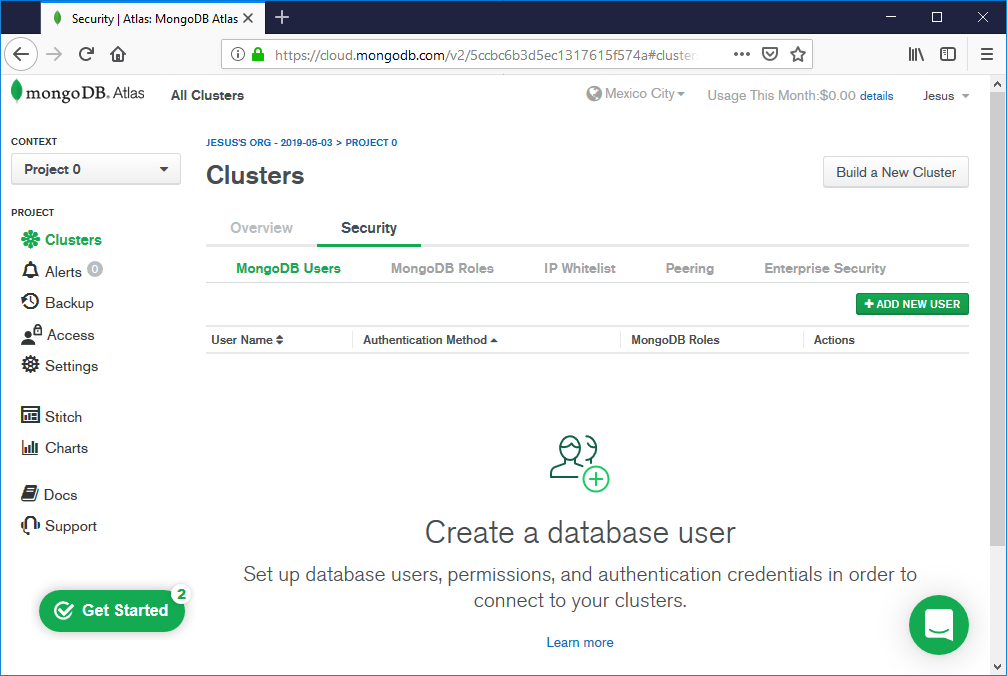 Security | Atlas: MongoDB Atlas
https://cloud.mongodb.com/v2/5ccbc6b3d5ec1317615f574a#cluster
mongoDB. Atlas
All Clusters
Mexico City
Usage This Month:$0.00 details
Jesus
CONTEXT
Project 0
PROJECT
Clusters
Alerts 0
Backup
Access
Settings
Stitch
Charts
Docs
Support
Get Started
2
JESUS'S ORG - 2019-05-03 > PROJECT 0
Clusters
Build a New Cluster
Overview
Security
MongoDB Users
MongoDB Roles
IP Whitelist
Peering
Enterprise Security
ADD NEW USER
User Name
Authentication Method
MongoDB Roles
Actions
Create a database user
Set up database users, permissions, and authentication credentials in order to
connect to your clusters.
Learn more